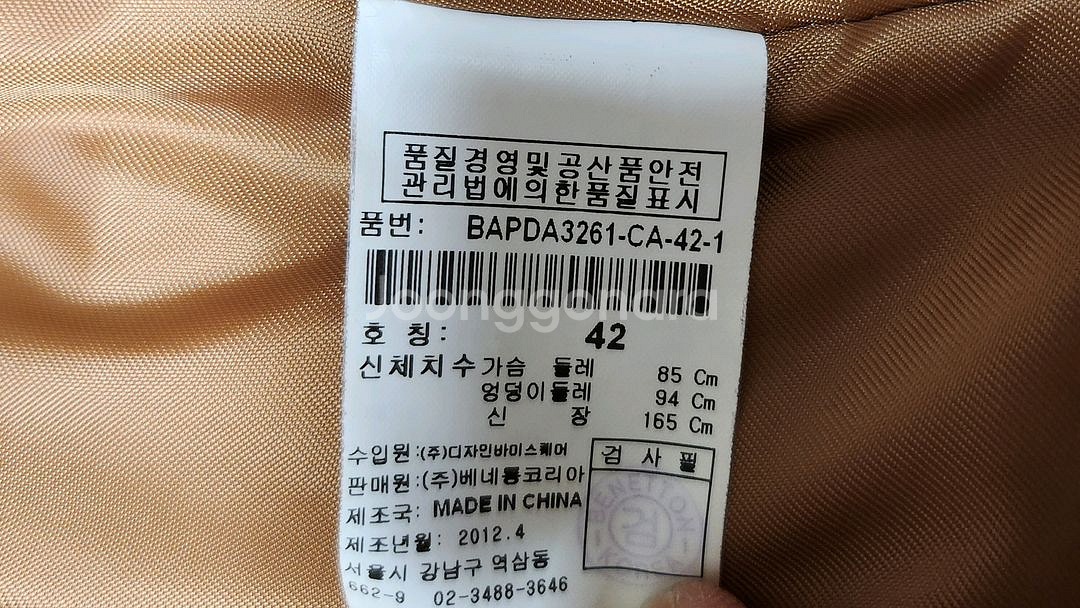 품질경영및공산품안전
관리법에의한품질표시
품번: BAPDA3261-CA-42-1
Joonggonara
호 칭: 42
신체치수 가슴 둘레 85 Cm
엉덩이둘레 94 Cm
신 장 165 Cm
수입원:(주)디자인바이스퀘어
판매원:(주)베네통코리아
제조국: MADE IN CHINA
제조년월: 2012.4
서울시 강남구 역삼동
662-9 02-3488-3646
검 사 필
BENETTON
검